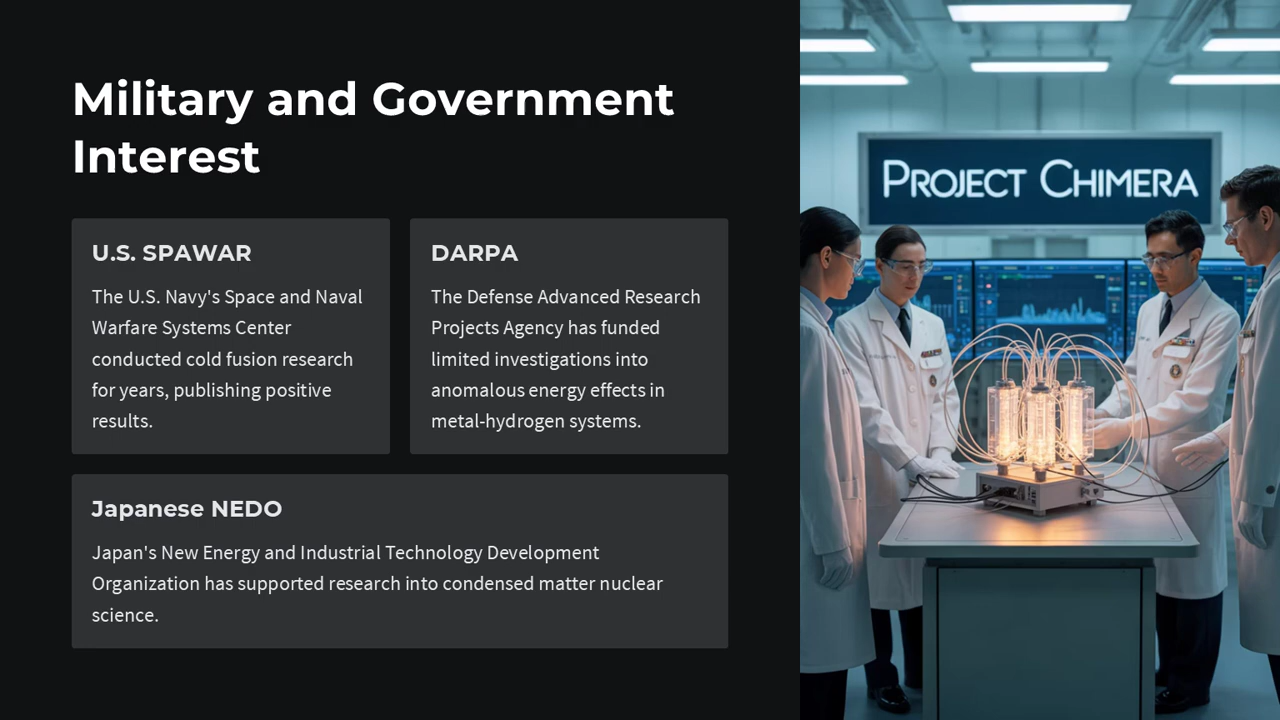 Military and Government
Interest
U.S. SPAWAR
The U.S. Navy's Space and Naval
Warfare Systems Center
conducted cold fusion research
for years, publishing positive
results.
DARPA
The Defense Advanced Research
Projects Agency has funded
limited investigations into
anomalous energy effects in
metal-hydrogen systems.
Japanese NEDO
Japan's New Energy and Industrial Technology Development
Organization has supported research into condensed matter nuclear
science.
PROJECT CHIMERA